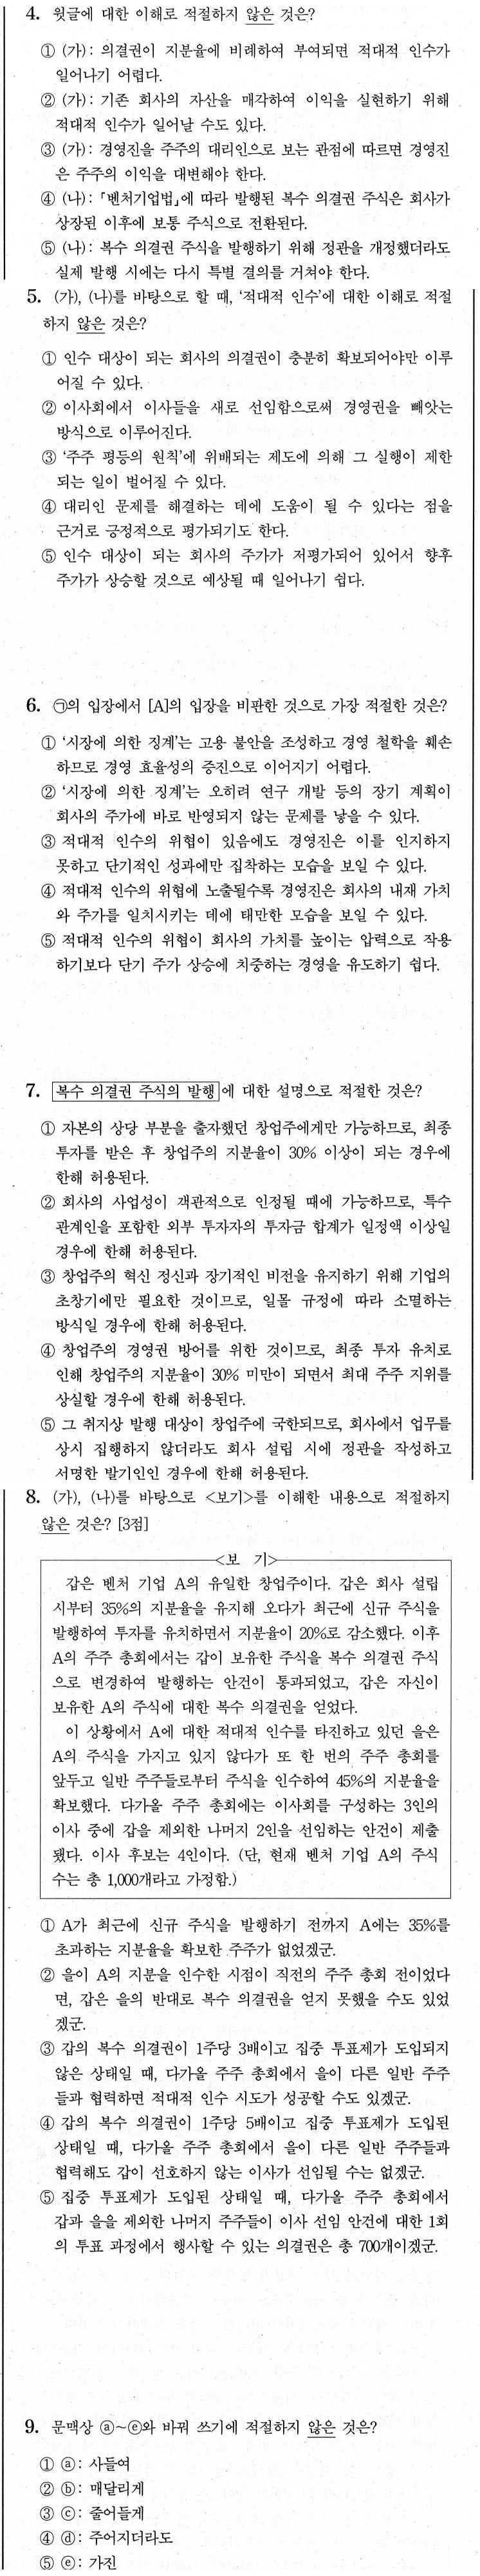 4. 윗글에 대한 이해로 적절하지 않은 것은?
① (가): 의결권이 지분율에 비례하여 부여되면 적대적 인수가
일어나기 어렵다.
② (가): 기존 회사의 자산을 매각하여 이익을 실현하기 위해
적대적 인수가 일어날 수도 있다.
③ (가): 경영진을 주주의 대리인으로 보는 관점에 따르면 경영진
은 주주의 이익을 대변해야 한다.
④ (나): 「벤처기업법」에 따라 발행된 복수 의결권 주식은 회사가
상장된 이후에 보통 주식으로 전환된다.
⑤ (나): 복수 의결권 주식을 발행하기 위해 정관을 개정했더라도
실제 발행 시에는 다시 특별 결의를 거쳐야 한다.
5. (가), (나)를 바탕으로 할 때, '적대적 인수'에 대한 이해로 적절
하지 않은 것은?
① 인수 대상이 되는 회사의 의결권이 충분히 확보되어야만 이루
어질 수 있다.
② 이사회에서 이사들을 새로 선임함으로써 경영권을 빼앗는
방식으로 이루어진다.
③ '주주 평등의 원칙'에 위배되는 제도에 의해 그 실행이 제한
되는 일이 벌어질 수 있다.
④ 대리인 문제를 해결하는 데에 도움이 될 수 있다는 점을
근거로 긍정적으로 평가되기도 한다.
⑤ 인수 대상이 되는 회사의 주가가 저평가되어 있어서 향후
주가가 상승할 것으로 예상될 때 일어나기 쉽다.
6. ㉠의 입장에서 [A]의 입장을 비판한 것으로 가장 적절한 것은?
① '시장에 의한 징계'는 고용 불안을 조성하고 경영 철학을 훼손
하므로 경영 효율성의 증진으로 이어지기 어렵다.
② '시장에 의한 징계'는 오히려 연구 개발 등의 장기 계획이
회사의 주가에 바로 반영되지 않는 문제를 낳을 수 있다.
③ 적대적 인수의 위협이 있음에도 경영진은 이를 인지하지
못하고 단기적인 성과에만 집착하는 모습을 보일 수 있다.
④ 적대적 인수의 위협에 노출될수록 경영진은 회사의 내재 가치
와 주가를 일치시키는 데에 태만한 모습을 보일 수 있다.
⑤ 적대적 인수의 위협이 회사의 가치를 높이는 압력으로 작용
하기보다 단기 주가 상승에 치중하는 경영을 유도하기 쉽다.
7. 복수 의결권 주식의 발행에 대한 설명으로 적절한 것은?
① 자본의 상당 부분을 출자했던 창업주에게만 가능하므로, 최종
투자를 받은 후 창업주의 지분율이 30% 이상이 되는 경우에
한해 허용된다.
② 회사의 사업성이 객관적으로 인정될 때에 가능하므로, 특수
관계인을 포함한 외부 투자자의 투자금 합계가 일정액 이상일
경우에 한해 허용된다.
③ 창업주의 혁신 정신과 장기적인 비전을 유지하기 위해 기업의
초창기에만 필요한 것이므로, 일몰 규정에 따라 소멸하는
방식일 경우에 한해 허용된다.
④ 창업주의 경영권 방어를 위한 것이므로, 최종 투자 유치로
인해 창업주의 지분율이 30% 미만이 되면서 최대 주주 지위를
상실할 경우에 한해 허용된다.
⑤ 그 취지상 발행 대상이 창업주에 국한되므로, 회사에서 업무를
상시 집행하지 않더라도 회사 설립 시에 정관을 작성하고
서명한 발기인인 경우에 한해 허용된다.
8. (가), (나)를 바탕으로 <보기>를 이해한 내용으로 적절하지
않은 것은? [3점]
<보 기>
갑은 벤처 기업 A의 유일한 창업주이다. 갑은 회사 설립
시부터 35%의 지분율을 유지해 오다가 최근에 신규 주식을
발행하여 투자를 유치하면서 지분율이 20%로 감소했다. 이후
A의 주주 총회에서는 갑이 보유한 주식을 복수 의결권 주식
으로 변경하여 발행하는 안건이 통과되었고, 갑은 자신이
보유한 A의 주식에 대한 복수 의결권을 얻었다.
이 상황에서 A에 대한 적대적 인수를 타진하고 있던 을은
A의 주식을 가지고 있지 않다가 또 한 번의 주주 총회를
앞두고 일반 주주들로부터 주식을 인수하여 45%의 지분율을
확보했다. 다가올 주주 총회에는 이사회를 구성하는 3인의
이사 중에 갑을 제외한 나머지 2인을 선임하는 안건이 제출
됐다. 이사 후보는 4인이다. (단, 현재 벤처 기업 A의 주식
수는 총 1,000개라고 가정함.)
① A가 최근에 신규 주식을 발행하기 전까지 A에는 35%를
초과하는 지분율을 확보한 주주가 없었겠군.
② 을이 A의 지분을 인수한 시점이 직전의 주주 총회 전이었다
면, 갑은 을의 반대로 복수 의결권을 얻지 못했을 수도 있었
겠군.
③ 갑의 복수 의결권이 1주당 3배이고 집중 투표제가 도입되지
않은 상태일 때, 다가올 주주 총회에서 을이 다른 일반 주주
들과 협력하면 적대적 인수 시도가 성공할 수도 있겠군.
④ 갑의 복수 의결권이 1주당 5배이고 집중 투표제가 도입된
상태일 때, 다가올 주주 총회에서 을이 다른 일반 주주들과
협력해도 갑이 선호하지 않는 이사가 선임될 수는 없겠군.
⑤ 집중 투표제가 도입된 상태일 때, 다가올 주주 총회에서
갑과 을을 제외한 나머지 주주들이 이사 선임 안건에 대한 1회
의 투표 과정에서 행사할 수 있는 의결권은 총 700개이겠군.
9. 문맥상 ⓐ~ⓔ와 바꿔 쓰기에 적절하지 않은 것은?
① ⓐ: 사들여
② ⓑ: 매달리게
③ ⓒ: 줄어들게
④ ⓓ: 주어지더라도
⑤ ⓔ: 가진